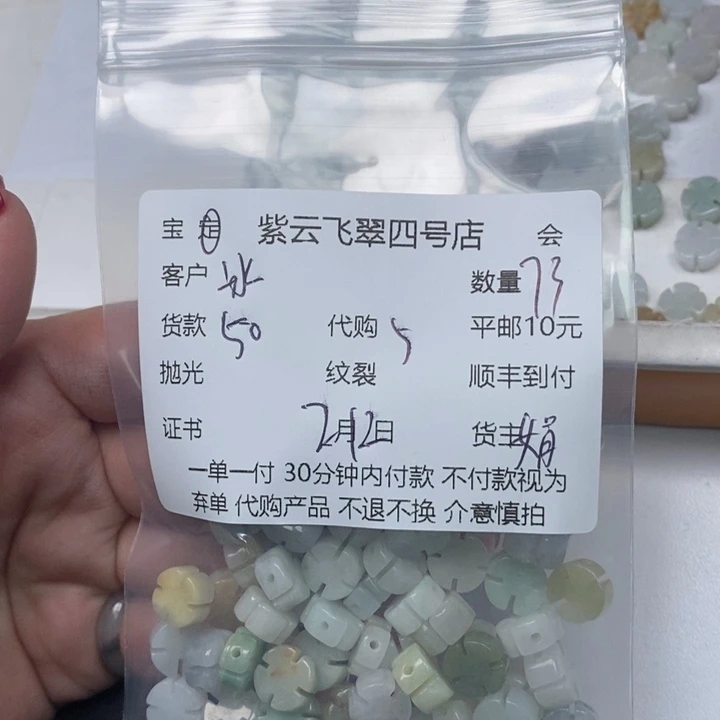 宝 宝 紫云飞翠四号店 会
客户 冰 数量 73
货款 50 代购 5 平邮10元
抛光 纹裂 顺丰到付
证书 2月12日 货主 娟
一单一付 30分钟内付款 不付款视为
弃单 代购产品 不退不换 介意慎拍